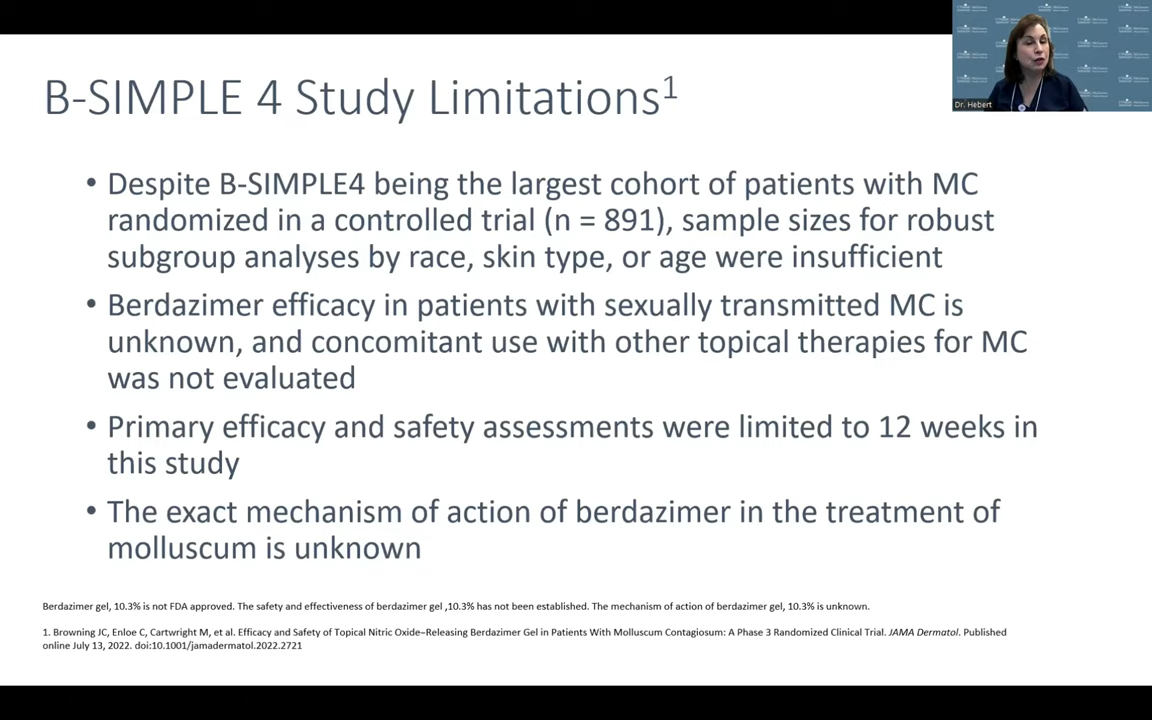 B-SIMPLE 4 Study Limitations¹
• Despite B-SIMPLE4 being the largest cohort of patients with MC
randomized in a controlled trial (n = 891), sample sizes for robust
subgroup analyses by race, skin type, or age were insufficient
• Berdazimer efficacy in patients with sexually transmitted MC is
unknown, and concomitant use with other topical therapies for MC
was not evaluated
• Primary efficacy and safety assessments were limited to 12 weeks in
this study
• The exact mechanism of action of berdazimer in the treatment of
molluscum is unknown
Berdazimer gel, 10.3% is not FDA approved. The safety and effectiveness of berdazimer gel ,10.3% has not been established. The mechanism of action of berdazimer gel, 10.3% is unknown.
1. Browning JC, Enloe C, Cartwright M, et al. Efficacy and Safety of Topical Nitric Oxide−Releasing Berdazimer Gel in Patients With Molluscum Contagiosum: A Phase 3 Randomized Clinical Trial. JAMA Dermatol. Published
online July 13, 2022. doi:10.1001/jamadermatol.2022.2721
Dr. Hebert